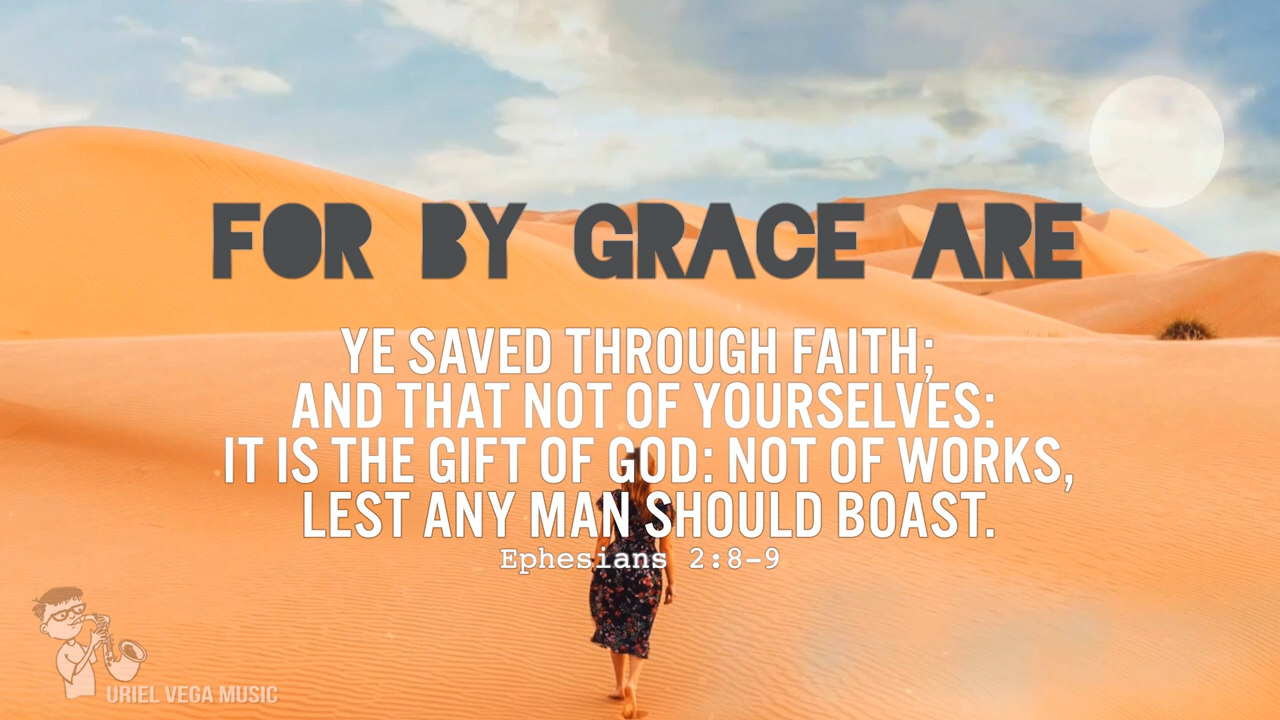 FOR BY GRACE ARE
YE SAVED THROUGH FAITH;
AND THAT NOT OF YOURSELVES:
IT IS THE GIFT OF GOD: NOT OF WORKS,
LEST ANY MAN SHOULD BOAST.
Ephesians 2:8-9
URIEL VEGA MUSIC